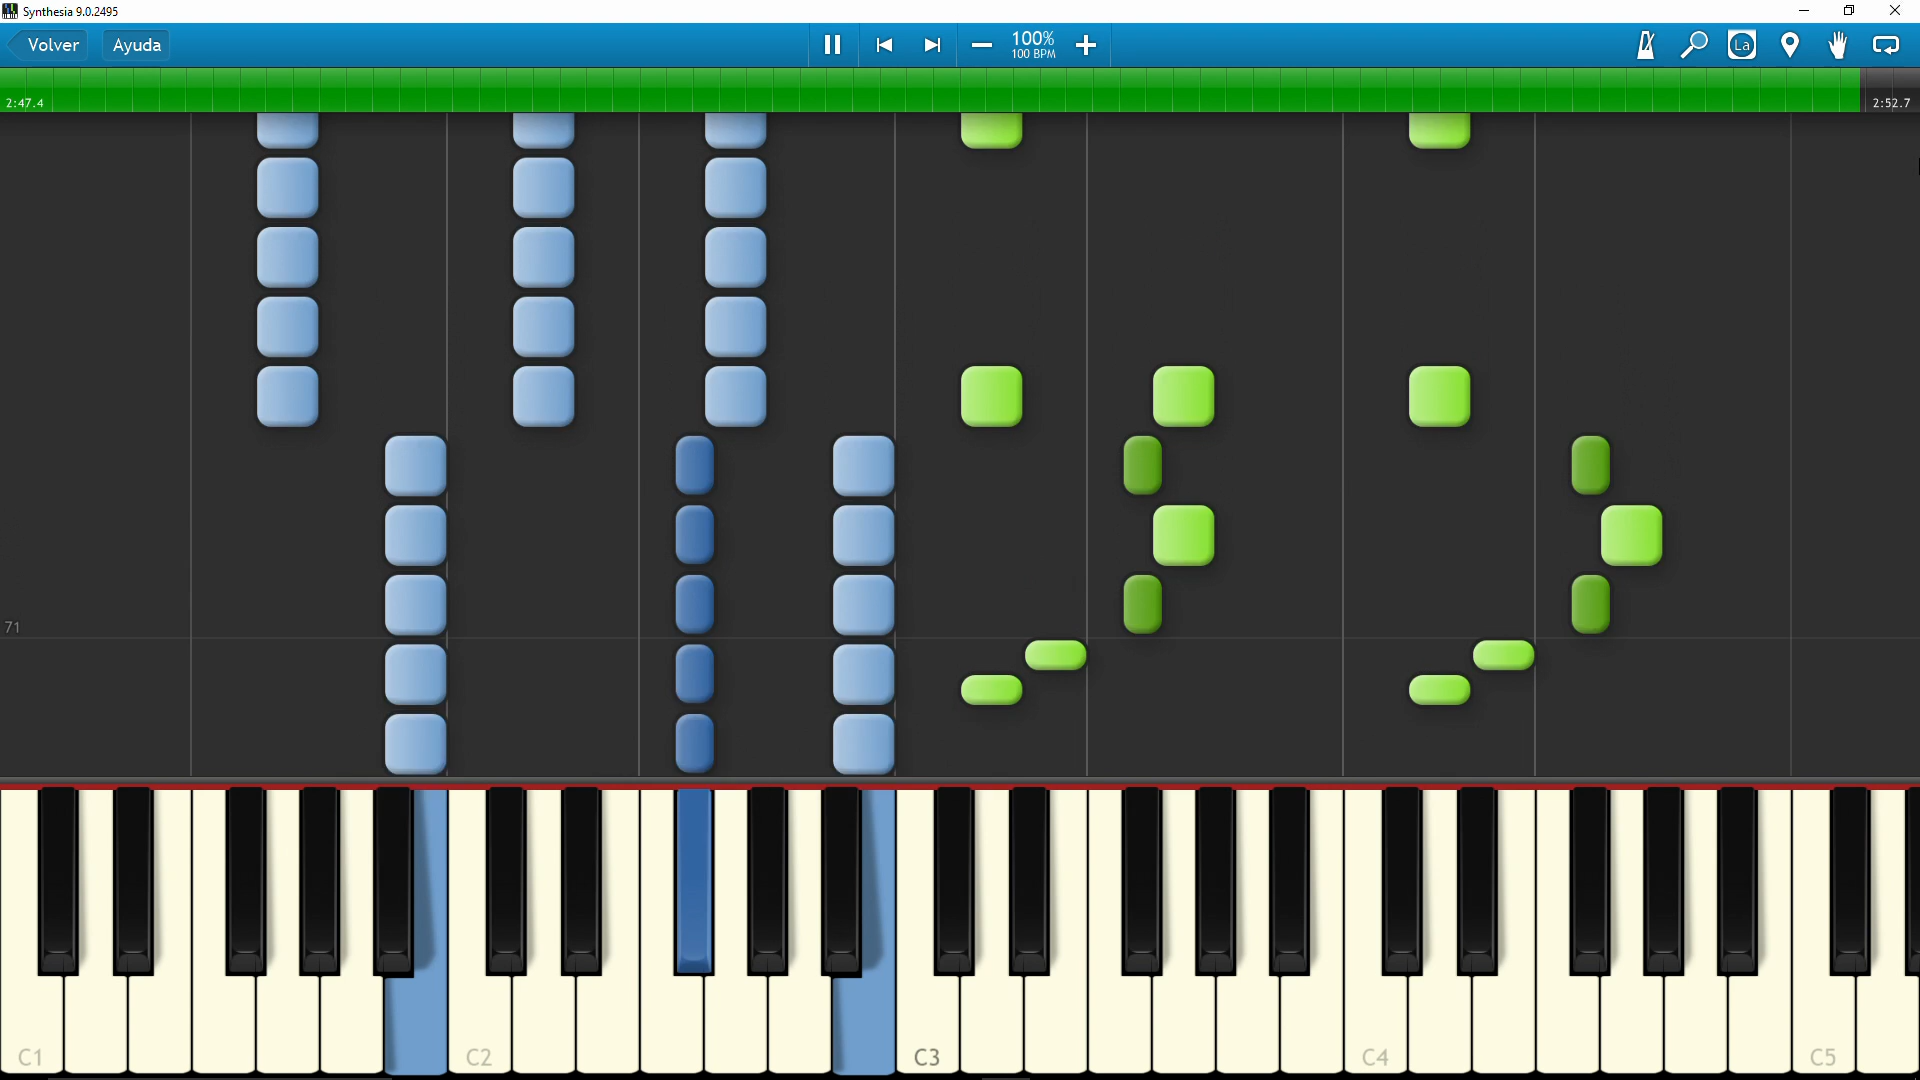 Synthesia 9.0.2495
Volver
Ayuda
100%
100 BPM
La
2:47.4
2:52.7
71
C1
C2
C3
C4
C5